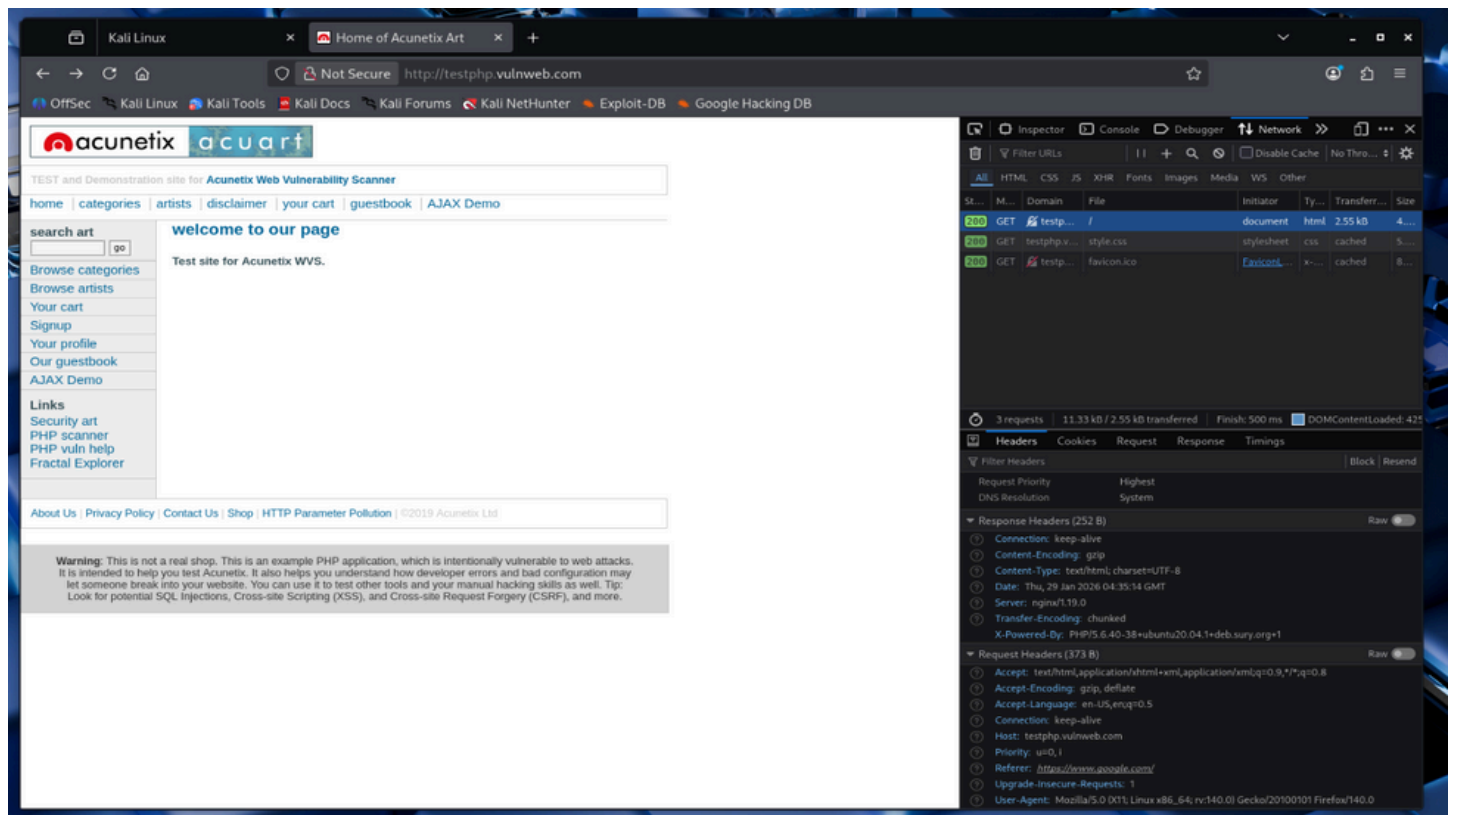 Kali Linux × Home of Acunetix Art × +
Not Secure http://testphp.vulnweb.com
OffSec Kali Linux Kali Tools Kali Docs Kali Forums Kali NetHunter Exploit-DB Google Hacking DB
acunetix acuart
TEST and Demonstration site for Acunetix Web Vulnerability Scanner
home | categories | artists | disclaimer | your cart | guestbook | AJAX Demo
search art
go
Browse categories
Browse artists
Your cart
Signup
Your profile
Our guestbook
AJAX Demo
Links
Security art
PHP scanner
PHP vuln help
Fractal Explorer
welcome to our page
Test site for Acunetix WVS.
About Us | Privacy Policy | Contact Us | Shop | HTTP Parameter Pollution | ©2019 Acunetix Ltd
Warning: This is not a real shop. This is an example PHP application, which is intentionally vulnerable to web attacks.
It is intended to help you test Acunetix. It also helps you understand how developer errors and bad configuration may
let someone break into your website. You can use it to test other tools and your manual hacking skills as well. Tip:
Look for potential SQL Injections, Cross-site Scripting (XSS), and Cross-site Request Forgery (CSRF), and more.
Inspector Console Debugger Network
Filter URLs Disable Cache No Thro...
All HTML CSS JS XHR Fonts Images Media WS Other
St... M... Domain File Initiator Ty... Transferr... Size
200 GET testp... / document html 2.55 kB 4....
200 GET testphp.v... style.css stylesheet css cached 5....
200 GET testp... favicon.ico FaviconL... x-... cached 8...
3 requests 11.33 kB / 2.55 kB transferred Finish: 500 ms DOMContentLoaded: 425
Headers Cookies Request Response Timings
Filter Headers Block Resend
Request Priority Highest
DNS Resolution System
Response Headers (252 B) Raw
Connection: keep-alive
Content-Encoding: gzip
Content-Type: text/html; charset=UTF-8
Date: Thu, 29 Jan 2026 04:35:14 GMT
Server: nginx/1.19.0
Transfer-Encoding: chunked
X-Powered-By: PHP/5.6.40-38+ubuntu20.04.1+deb.sury.org+1
Request Headers (373 B) Raw
Accept: text/html,application/xhtml+xml,application/xml;q=0.9,*/*;q=0.8
Accept-Encoding: gzip, deflate
Accept-Language: en-US,en;q=0.5
Connection: keep-alive
Host: testphp.vulnweb.com
Priority: u=0, i
Referer: https://www.google.com/
Upgrade-Insecure-Requests: 1
User-Agent: Mozilla/5.0 (X11; Linux x86_64; rv:140.0) Gecko/20100101 Firefox/140.0